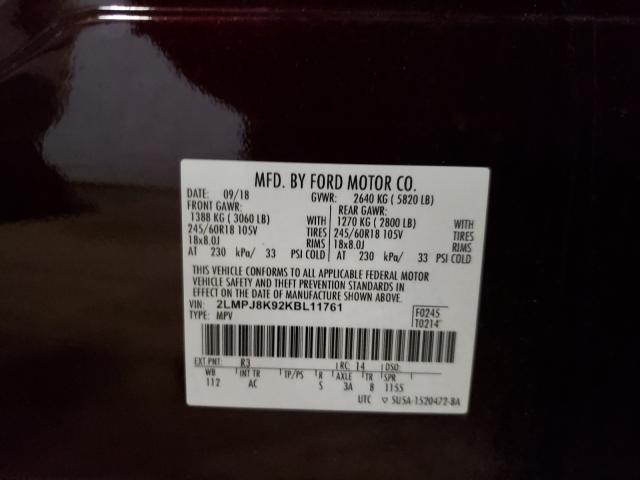 MFD. BY FORD MOTOR CO.
DATE: 09/18 GVWR: 2640 KG ( 5820 LB)
FRONT GAWR: REAR GAWR:
1388 KG ( 3060 LB) WITH 1270 KG ( 2800 LB) WITH
245/60R18 105V TIRES 245/60R18 105V TIRES
18x8.0J RIMS 18x8.0J RIMS
AT 230 kPa/ 33 PSI COLD AT 230 kPa/ 33 PSI COLD
THIS VEHICLE CONFORMS TO ALL APPLICABLE FEDERAL MOTOR
VEHICLE SAFETY AND THEFT PREVENTION STANDARDS IN
EFFECT ON THE DATE OF MANUFACTURE SHOWN ABOVE.
VIN: 2LMPJ8K92KBL11761 F0245
TYPE: MPV T0214
EXT PNT: R3 RC: 14 DSO:
WB INT TR TP/PS R AXLE TR SPR
112 AC S 3A 8 1155
UTC ▽ SU5A-1520472-BA